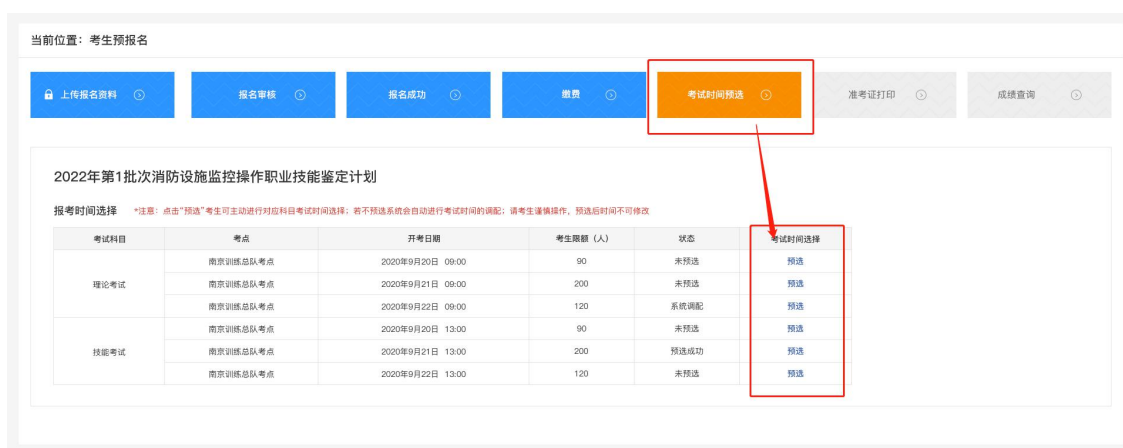 当前位置：考生预报名
上传报名资料 报名审核 报名成功 缴费 考试时间预选 准考证打印 成绩查询
2022年第1批次消防设施监控操作职业技能鉴定计划
报考时间选择 *注意：点击“预选”考生可主动进行对应科目考试时间选择；若不预选系统会自动进行考试时间的调配；请考生谨慎操作，预选后时间不可修改
考试科目 考点 开考日期 考生限额（人） 状态 考试时间选择
南京训练总队考点 2020年9月20日 09:00 90 未预选 预选
理论考试 南京训练总队考点 2020年9月21日 09:00 200 未预选 预选
南京训练总队考点 2020年9月22日 09:00 120 系统调配 预选
南京训练总队考点 2020年9月20日 13:00 90 未预选 预选
技能考试 南京训练总队考点 2020年9月21日 13:00 200 预选成功 预选
南京训练总队考点 2020年9月22日 13:00 120 未预选 预选